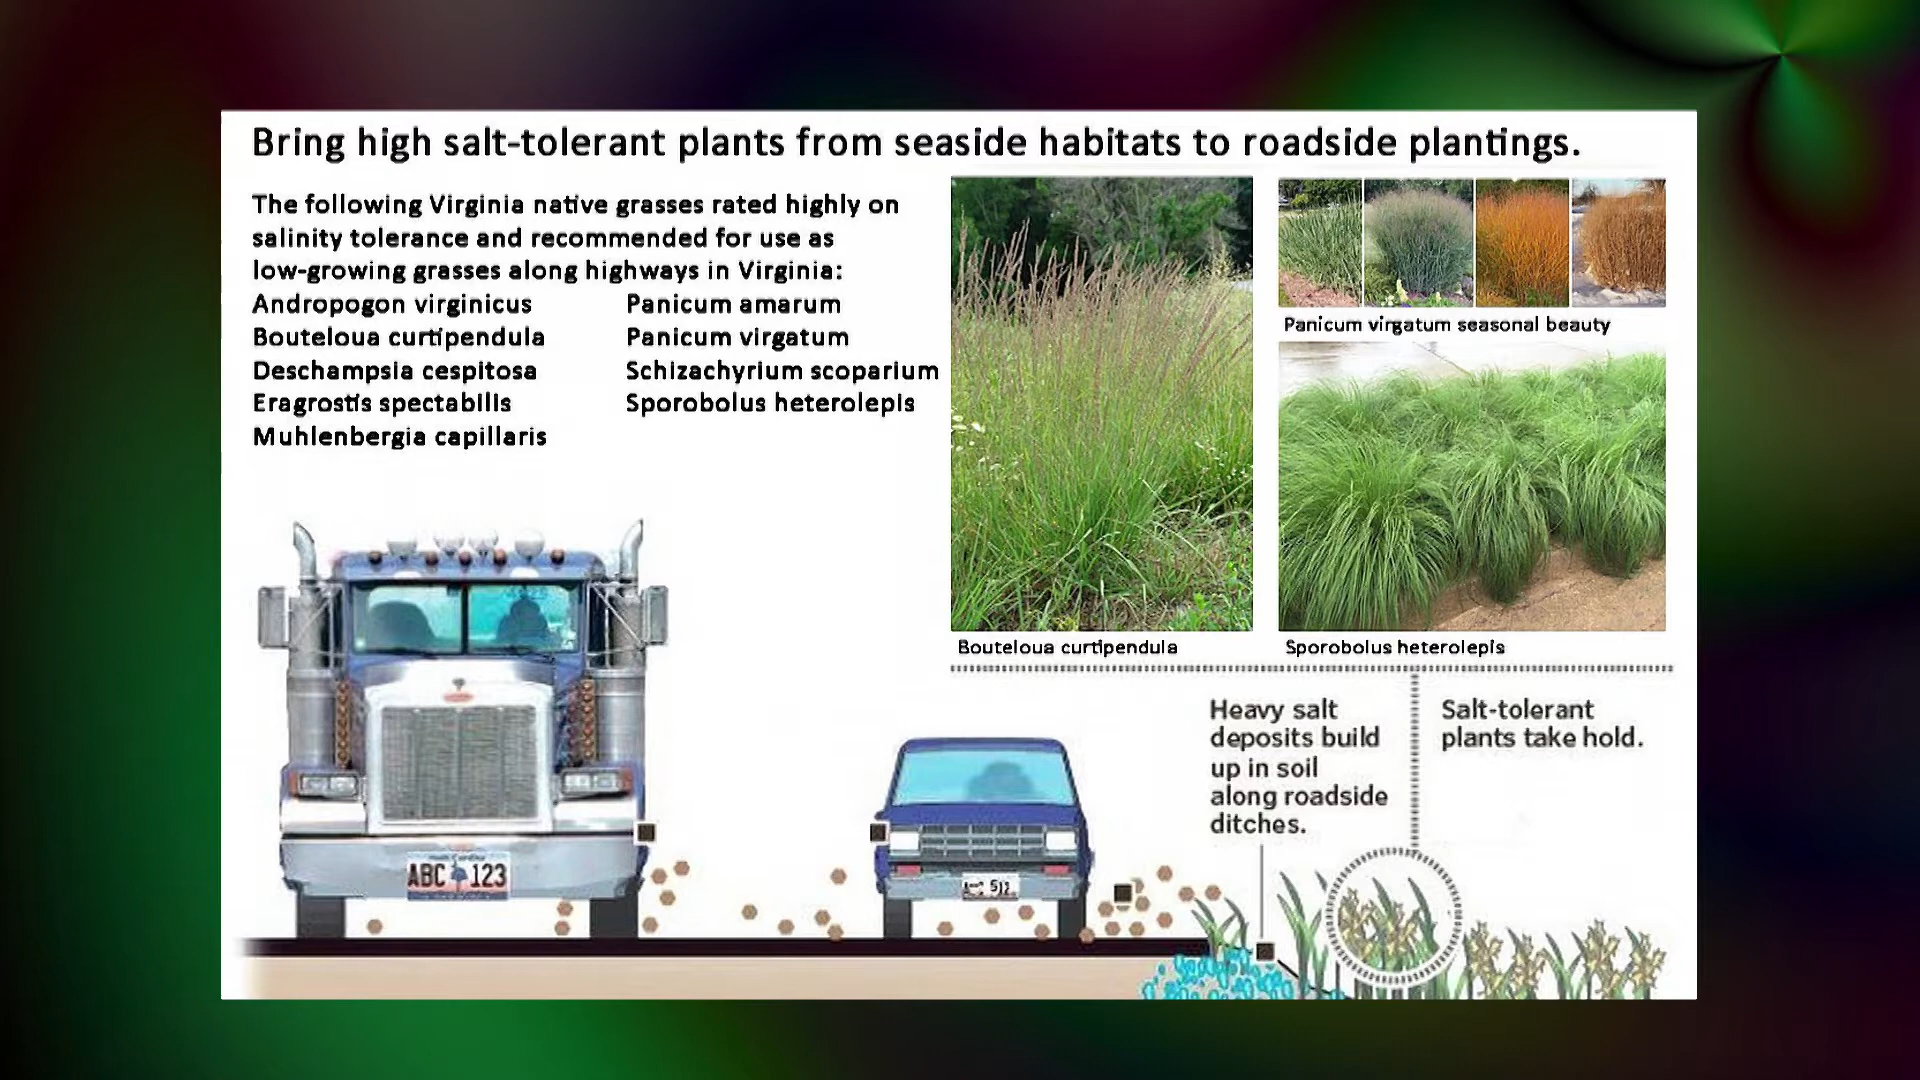 Bring high salt-tolerant plants from seaside habitats to roadside plantings.
The following Virginia native grasses rated highly on
salinity tolerance and recommended for use as
low-growing grasses along highways in Virginia:
Andropogon virginicus
Bouteloua curtipendula
Deschampsia cespitosa
Eragrostis spectabilis
Muhlenbergia capillaris
Panicum amarum
Panicum virgatum
Schizachyrium scoparium
Sporobolus heterolepis
Panicum virgatum seasonal beauty
Bouteloua curtipendula
Sporobolus heterolepis
Heavy salt
deposits build
up in soil
along roadside
ditches.
Salt-tolerant
plants take hold.
ABC 123
512